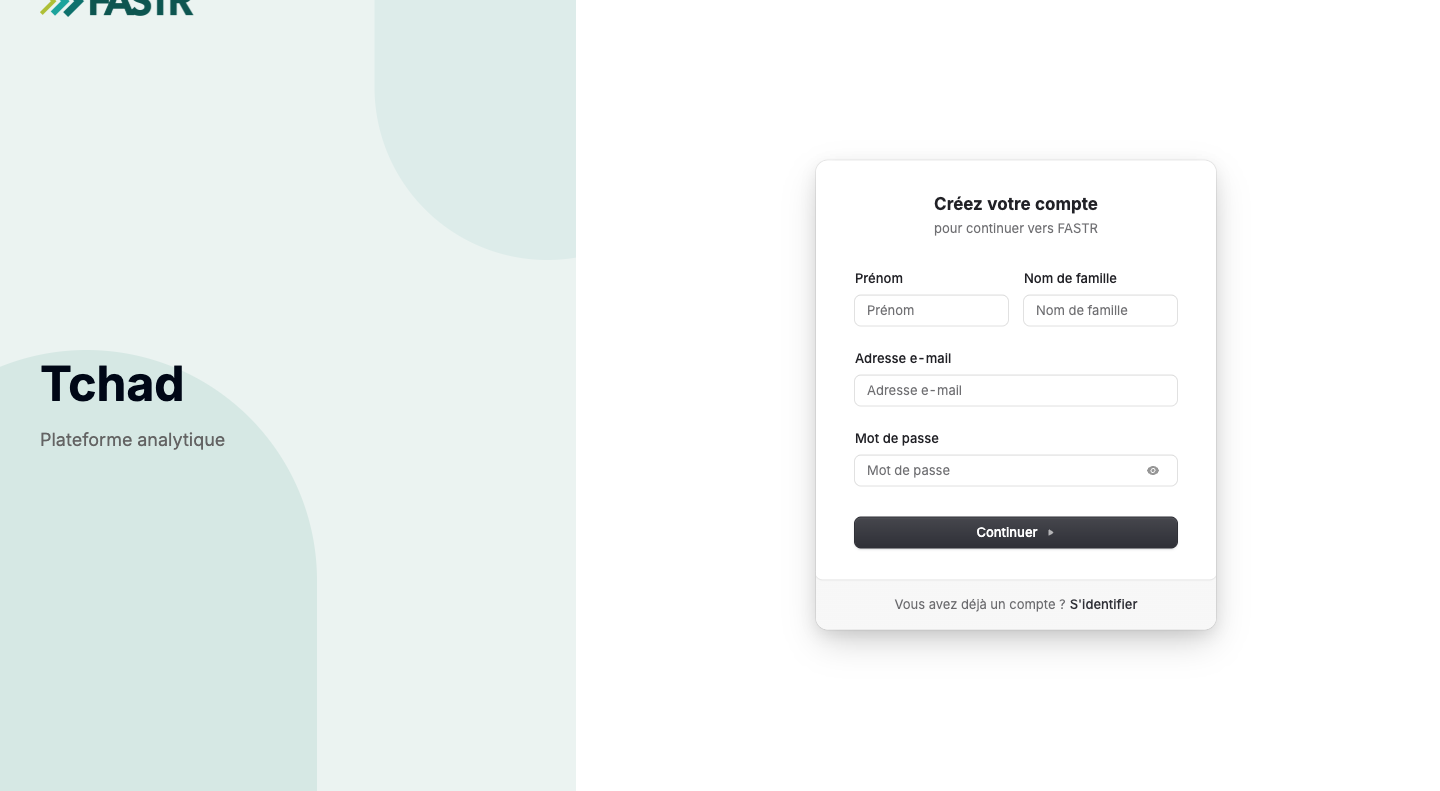 FASTR
Tchad
Plateforme analytique
Créez votre compte
pour continuer vers FASTR
Prénom
Nom de famille
Prénom
Nom de famille
Adresse e-mail
Adresse e-mail
Mot de passe
Mot de passe
Continuer
Vous avez déjà un compte ? S'identifier